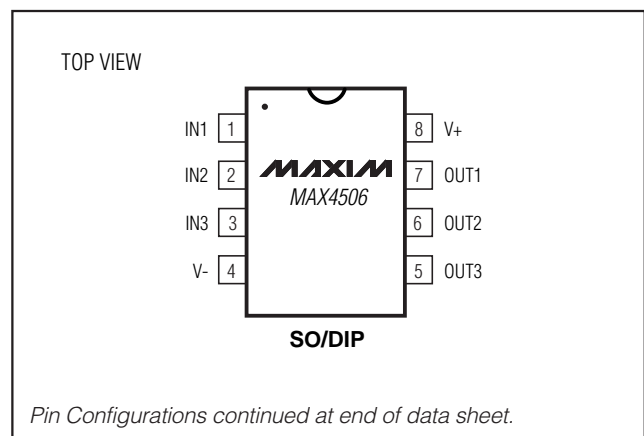 TOP VIEW
IN1 1 8 V+
MAXIM
IN2 2 7 OUT1
MAX4506
IN3 3 6 OUT2
V- 4 5 OUT3
SO/DIP
Pin Configurations continued at end of data sheet.